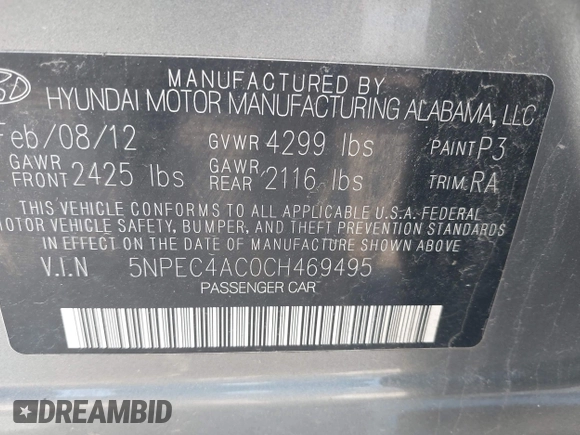 MANUFACTURED BY
HYUNDAI MOTOR MANUFACTURING ALABAMA, LLC
Feb/08/12 GVWR 4299 lbs PAINT P3
GAWR FRONT 2425 lbs GAWR REAR 2116 lbs TRIM RA
THIS VEHICLE CONFORMS TO ALL APPLICABLE U.S.A. FEDERAL
MOTOR VEHICLE SAFETY, BUMPER, AND THEFT PREVENTION STANDARDS
IN EFFECT ON THE DATE OF MANUFACTURE SHOWN ABOVE
V.I.N 5NPEC4AC0CH469495
PASSENGER CAR
DREAMBID